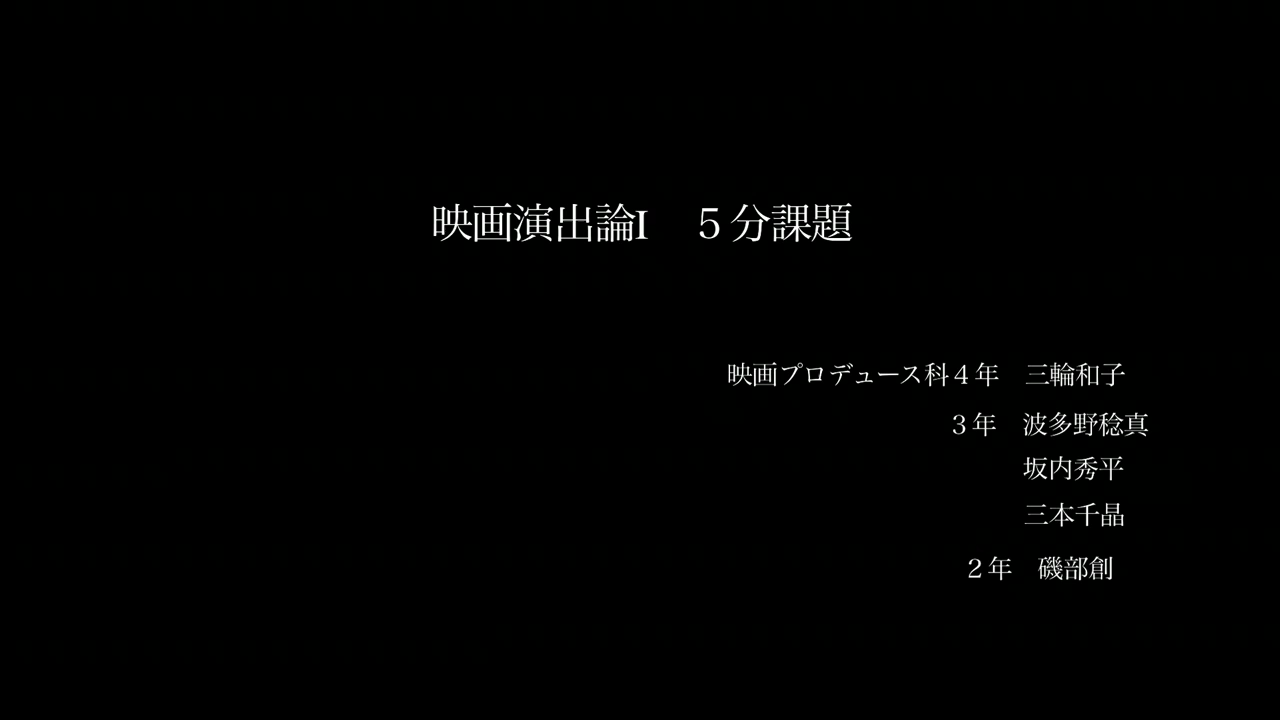 映画演出論I　５分課題
映画プロデュース科４年　三輪和子
３年　波多野稔真
坂内秀平
三本千晶
２年　磯部創